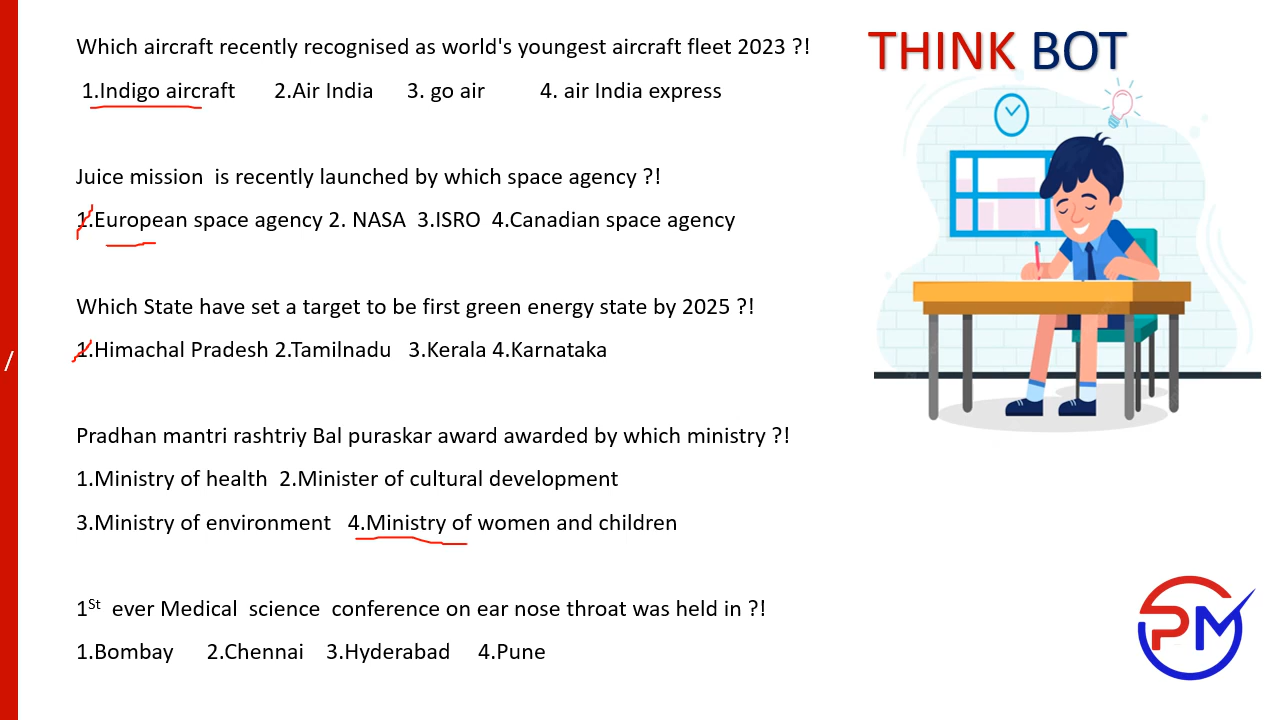 Which aircraft recently recognised as world's youngest aircraft fleet 2023 ?!
1.Indigo aircraft 2.Air India 3. go air 4. air India express
Juice mission is recently launched by which space agency ?!
1.European space agency 2. NASA 3.ISRO 4.Canadian space agency
Which State have set a target to be first green energy state by 2025 ?!
1.Himachal Pradesh 2.Tamilnadu 3.Kerala 4.Karnataka
Pradhan mantri rashtriy Bal puraskar award awarded by which ministry ?!
1.Ministry of health 2.Minister of cultural development
3.Ministry of environment 4.Ministry of women and children
1St ever Medical science conference on ear nose throat was held in ?!
1.Bombay 2.Chennai 3.Hyderabad 4.Pune
THINK BOT
/
PM